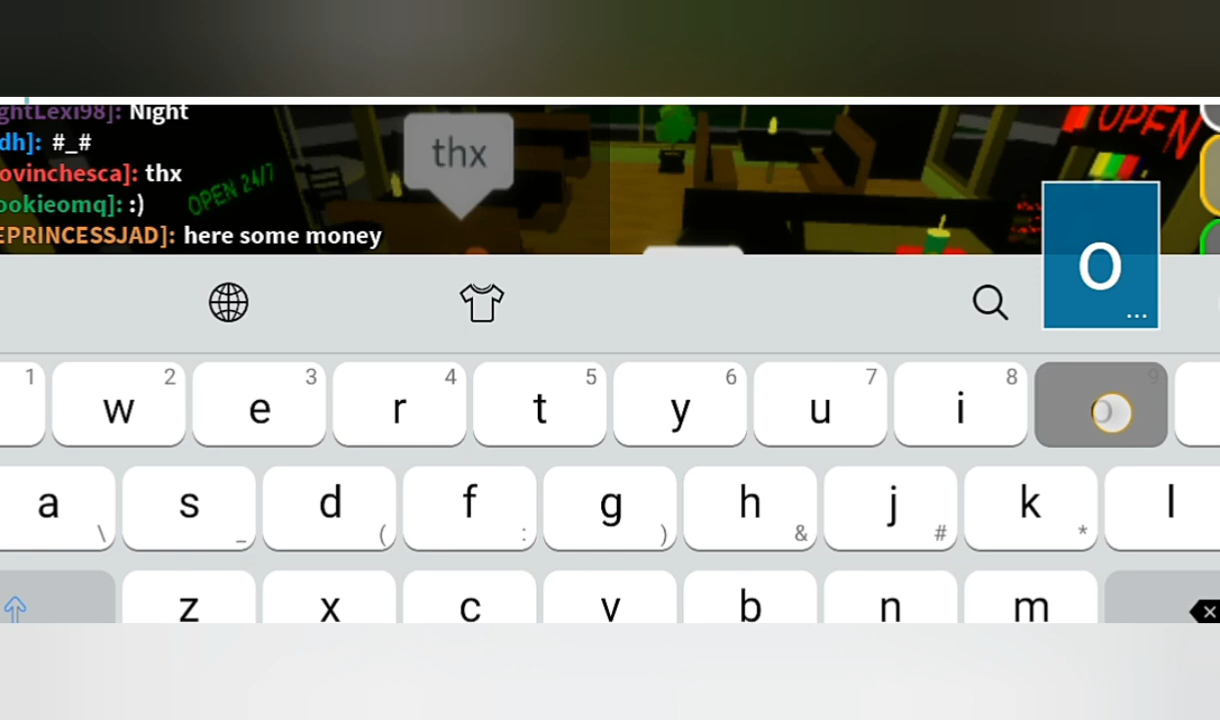 ghtLexi98]: Night
dh]: #_#
ovinchesca]: thx
ookieomq]: :)
EPRINCESSJAD]: here some money
OPEN 24/7
thx
OPEN
o
...
1 2 3 4 5 6 7 8 9
w e r t y u i o
a s d f g h j k l
\ _ ( : ) & # *
z x c v b n m